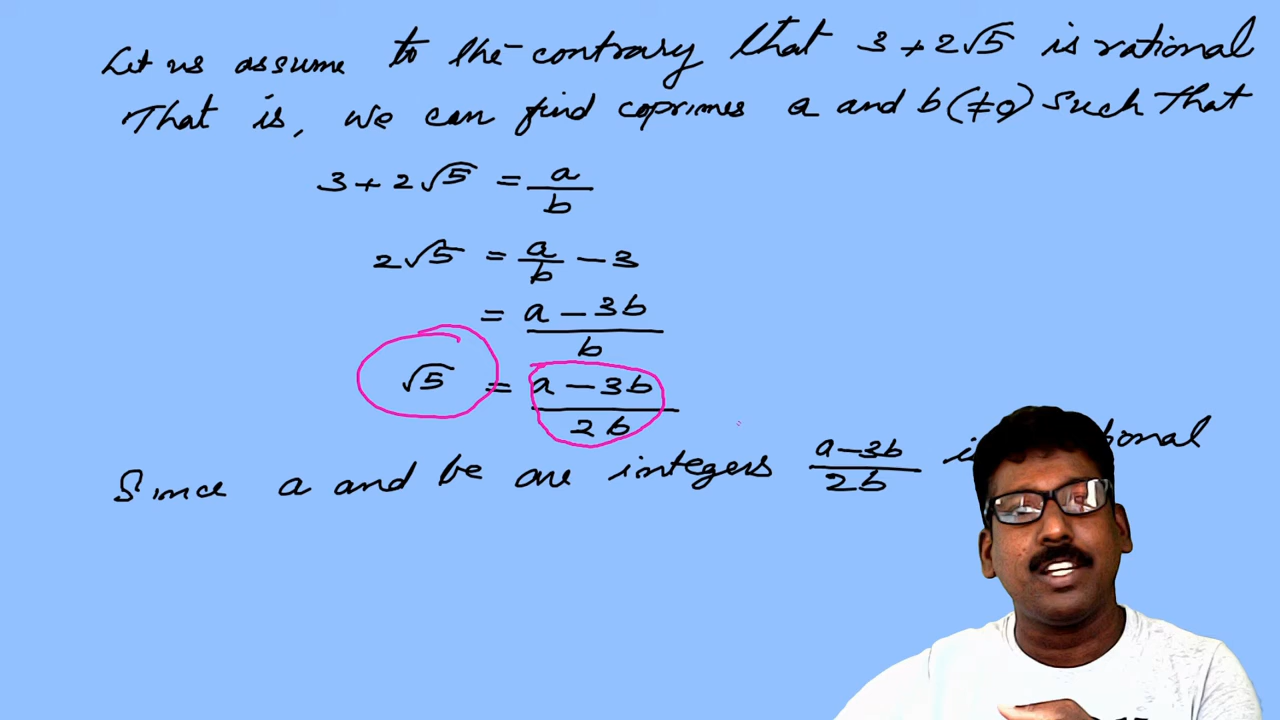 Let us assume to the contrary that 3 + 2√5 is rational
That is, we can find coprimes a and b (≠0) such that
3 + 2√5 = a/b
2√5 = a/b − 3
= (a − 3b)/b
√5 = (a − 3b)/2b
Since a and be are integers (a − 3b)/2b